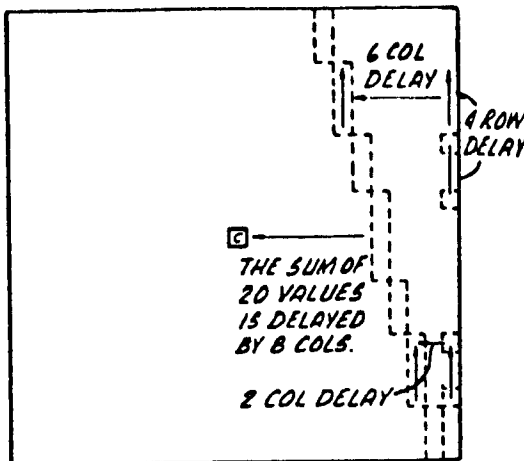 6 COL
DELAY
4 ROW
DELAY
C
THE SUM OF
20 VALUES
IS DELAYED
BY 8 COLS.
2 COL DELAY